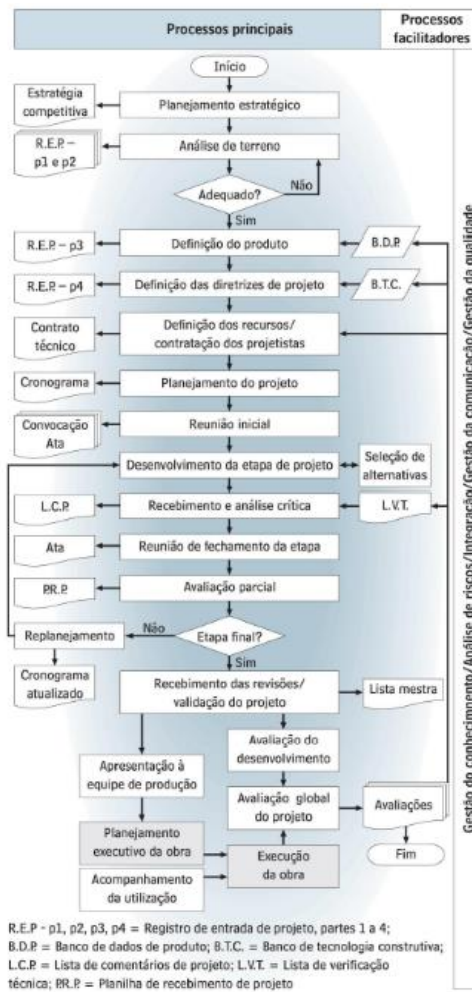 Processos principais
Processos
facilitadores
Início
Estratégia
competitiva
Planejamento estratégico
R.E.P. –
p1 e p2
Análise de terreno
Adequado?
Não
Sim
R.E.P. – p3
Definição do produto
B.D.P.
R.E.P. – p4
Definição das diretrizes de projeto
B.T.C.
Contrato
técnico
Definição dos recursos/
contratação dos projetistas
Cronograma
Planejamento do projeto
Convocação
Ata
Reunião inicial
Desenvolvimento da etapa de projeto
Seleção de
alternativas
L.C.P.
Recebimento e análise crítica
L.V.T.
Ata
Reunião de fechamento da etapa
P.R.P.
Avaliação parcial
Replanejamento
Não
Etapa final?
Sim
Cronograma
atualizado
Recebimento das revisões/
validação do projeto
Lista mestra
Apresentação à
equipe de produção
Avaliação do
desenvolvimento
Planejamento
executivo da obra
Avaliação global
do projeto
Avaliações
Acompanhamento
da utilização
Execução
da obra
Fim
Gestão do conhecimento/Análise de riscos/Integração/Gestão da comunicação/Gestão da qualidade
R.E.P - p1, p2, p3, p4 = Registro de entrada de projeto, partes 1 a 4;
B.D.P. = Banco de dados de produto; B.T.C. = Banco de tecnologia construtiva;
L.C.P. = Lista de comentários de projeto; L.V.T. = Lista de verificação
técnica; P.R.P. = Planilha de recebimento de projeto